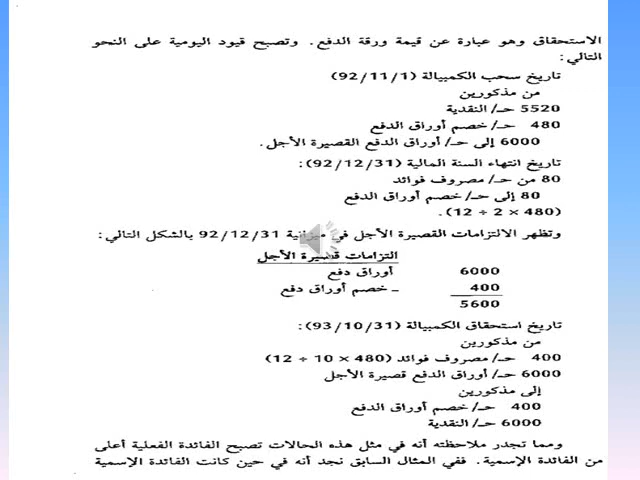 الاستحقاق وهو عبارة عن قيمة ورقة الدفع. وتصبح قيود اليومية على النحو
التالي:
تاريخ سحب الكمبيالة (92/11/1)
من مذكورين
5520 حـ/ النقدية
480 حـ/ خصم أوراق الدفع
6000 إلى حـ/ أوراق الدفع القصيرة الأجل.
تاريخ انتهاء السنة المالية (92/12/31):
80 من حـ/ مصروف فوائد
80 إلى حـ/ خصم أوراق الدفع
(480 × 2 ÷ 12).
وتظهر الالتزامات القصيرة الأجل في ميزانية 92/12/31 بالشكل التالي:
التزامات قصيرة الأجل
6000 أوراق دفع
400 ـ خصم أوراق دفع
5600
تاريخ استحقاق الكمبيالة (93/10/31):
من مذكورين
400 حـ/ مصروف فوائد (480 × 10 ÷ 12)
6000 حـ/ أوراق الدفع قصيرة الأجل
إلى مذكورين
400 حـ/ خصم أوراق الدفع
6000 حـ/ النقدية
ومما تجدر ملاحظته أنه في مثل هذه الحالات تصبح الفائدة الفعلية أعلى
من الفائدة الإسمية. ففي المثال السابق نجد أنه في حين كانت الفائدة الإسمية